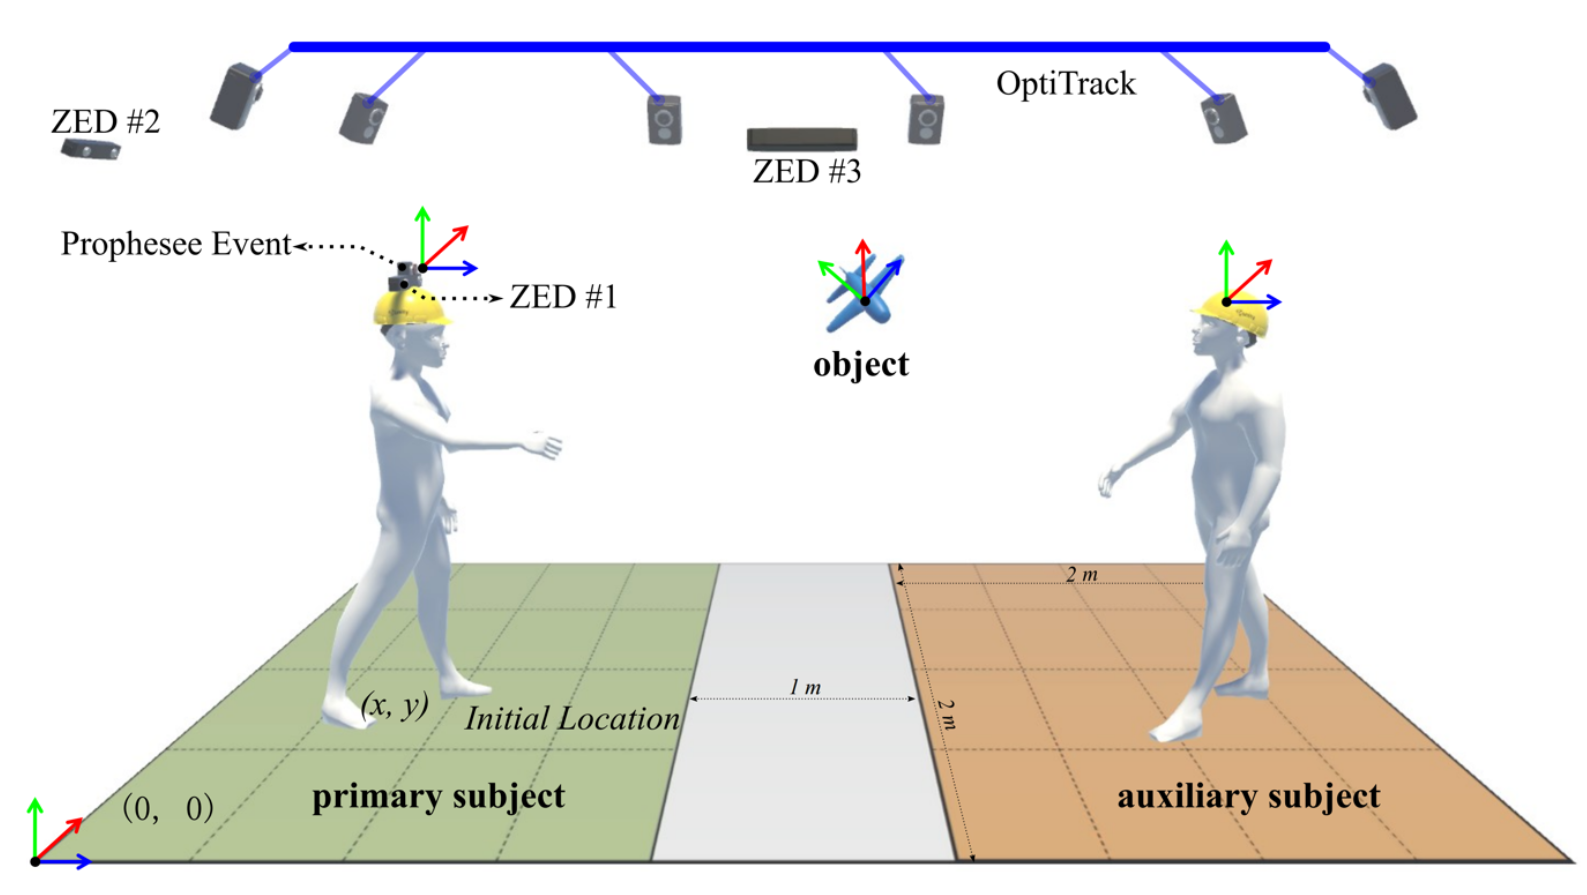 OptiTrack
ZED #2
ZED #3
Prophesee Event
ZED #1
object
2 m
1 m
2 m
(x, y)
Initial Location
primary subject
auxiliary subject
(0, 0)